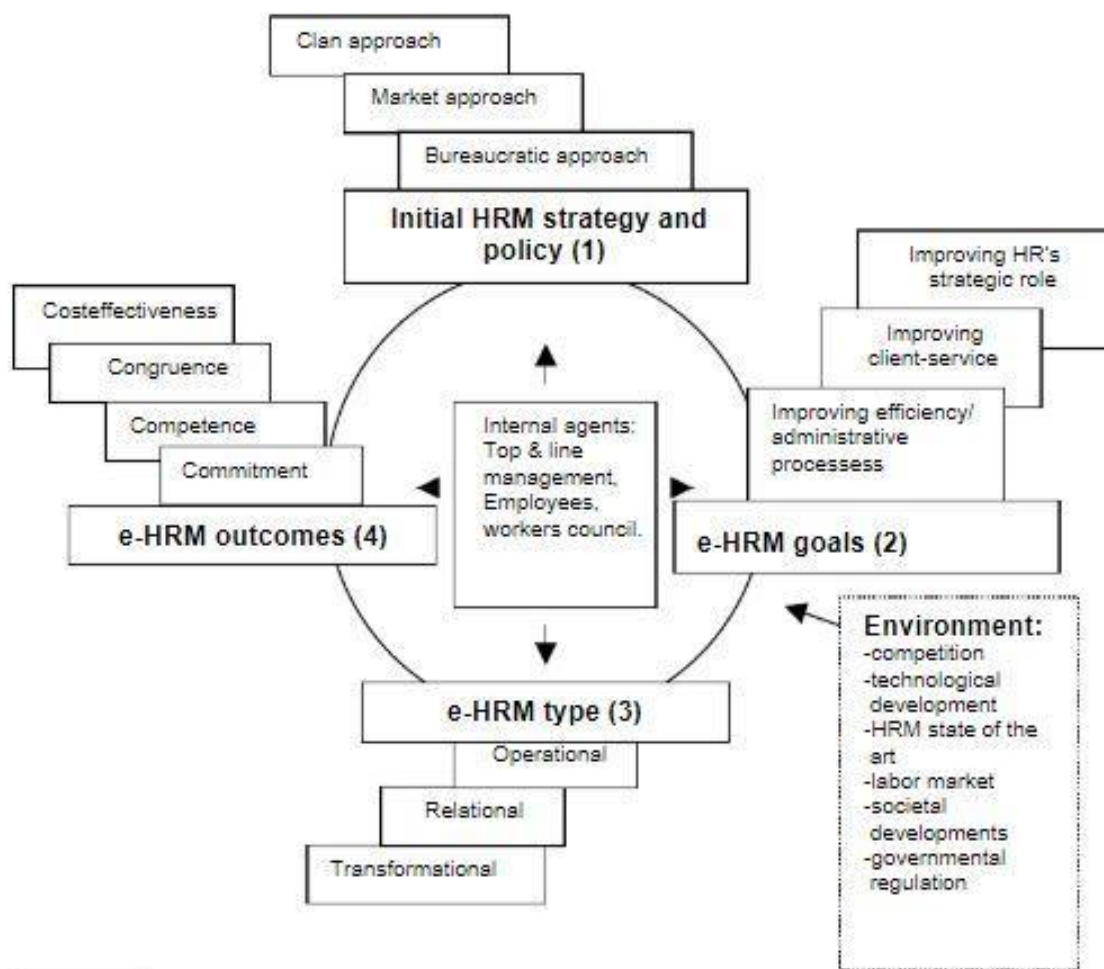 Clan approach
Market approach
Bureaucratic approach
Initial HRM strategy and
policy (1)
Improving HR's
strategic role
Improving
client-service
Improving efficiency/
administrative
processess
e-HRM goals (2)
Costeffectiveness
Congruence
Competence
Commitment
e-HRM outcomes (4)
Internal agents:
Top & line
management,
Employees,
workers council.
Environment:
-competition
-technological
development
-HRM state of the
art
-labor market
-societal
developments
-governmental
regulation
e-HRM type (3)
Operational
Relational
Transformational